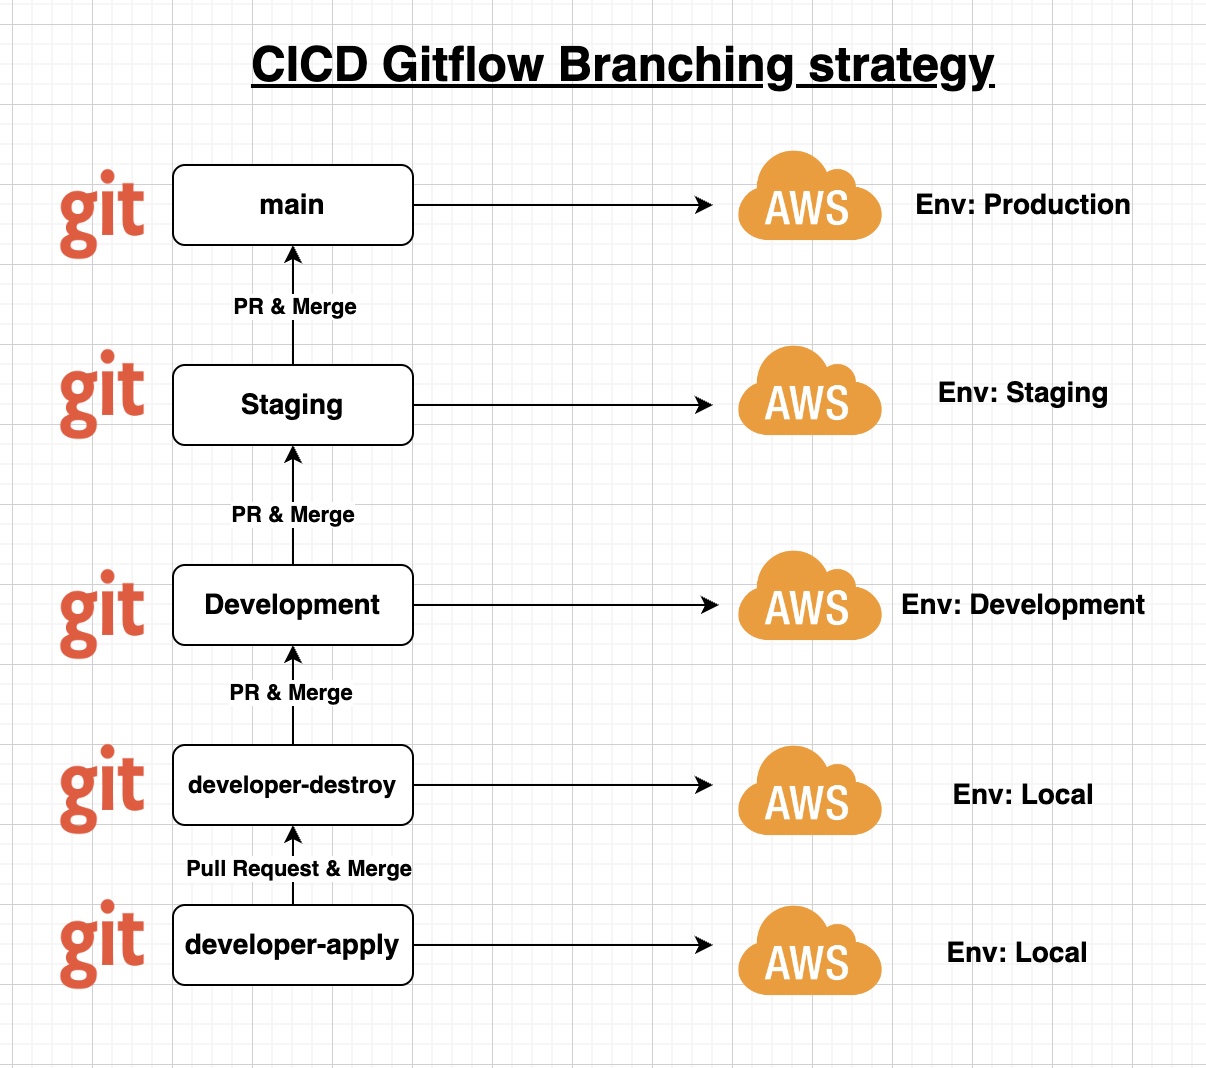 CICD Gitflow Branching strategy
git
main
AWS
Env: Production
PR & Merge
git
Staging
AWS
Env: Staging
PR & Merge
git
Development
AWS
Env: Development
PR & Merge
git
developer-destroy
AWS
Env: Local
Pull Request & Merge
git
developer-apply
AWS
Env: Local